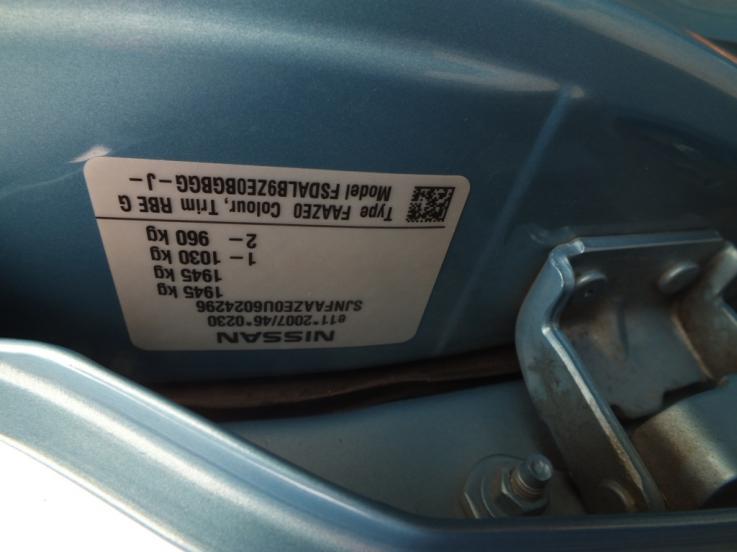 NISSAN
e11*2007/46*0230
SJNFAAZE0U6024296
1945 kg
1945 kg
1 – 1030 kg
2 – 960 kg
Type FAAZE0 Colour, Trim RBE G
Model FSDALB9ZE0BGBGG – J –